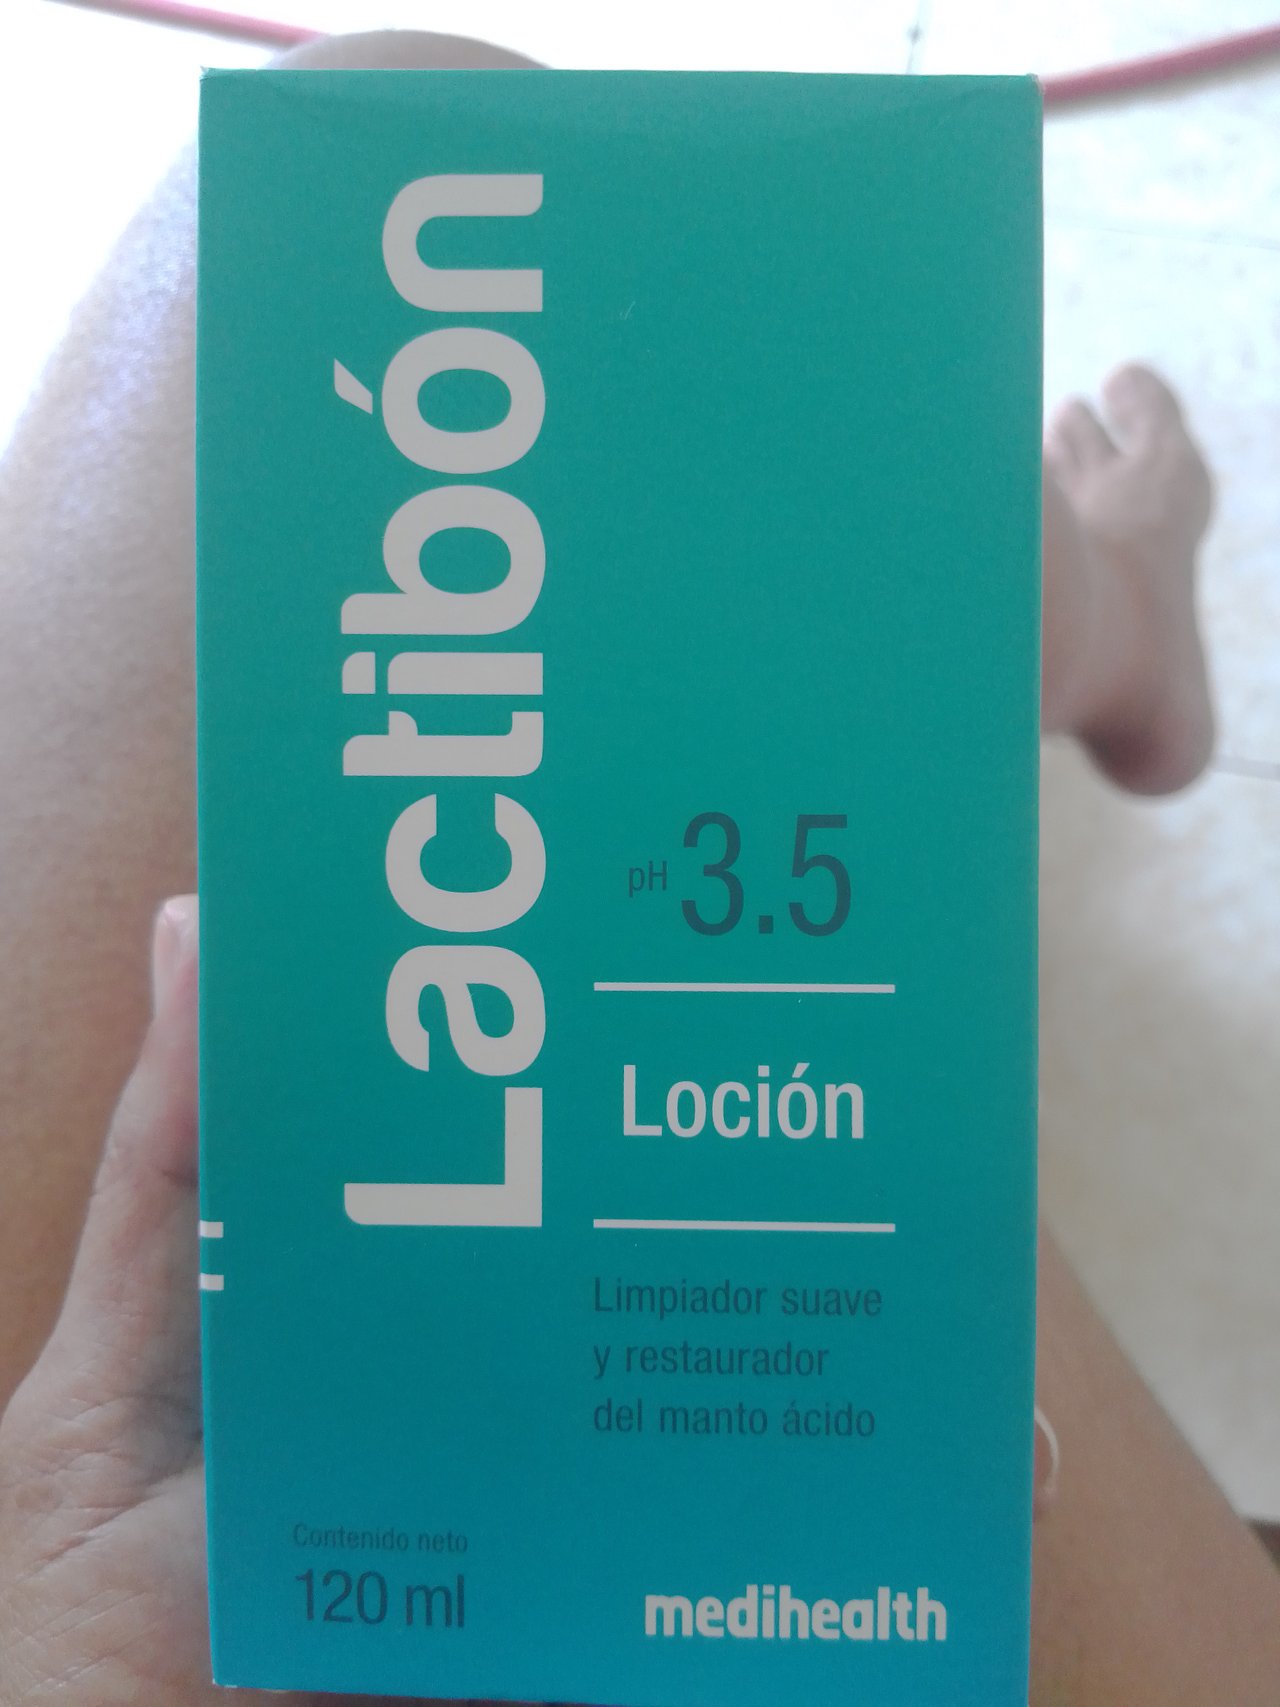 Lactibón
pH 3.5
Loción
Limpiador suave
y restaurador
del manto ácido
Contenido neto
120 ml
medihealth